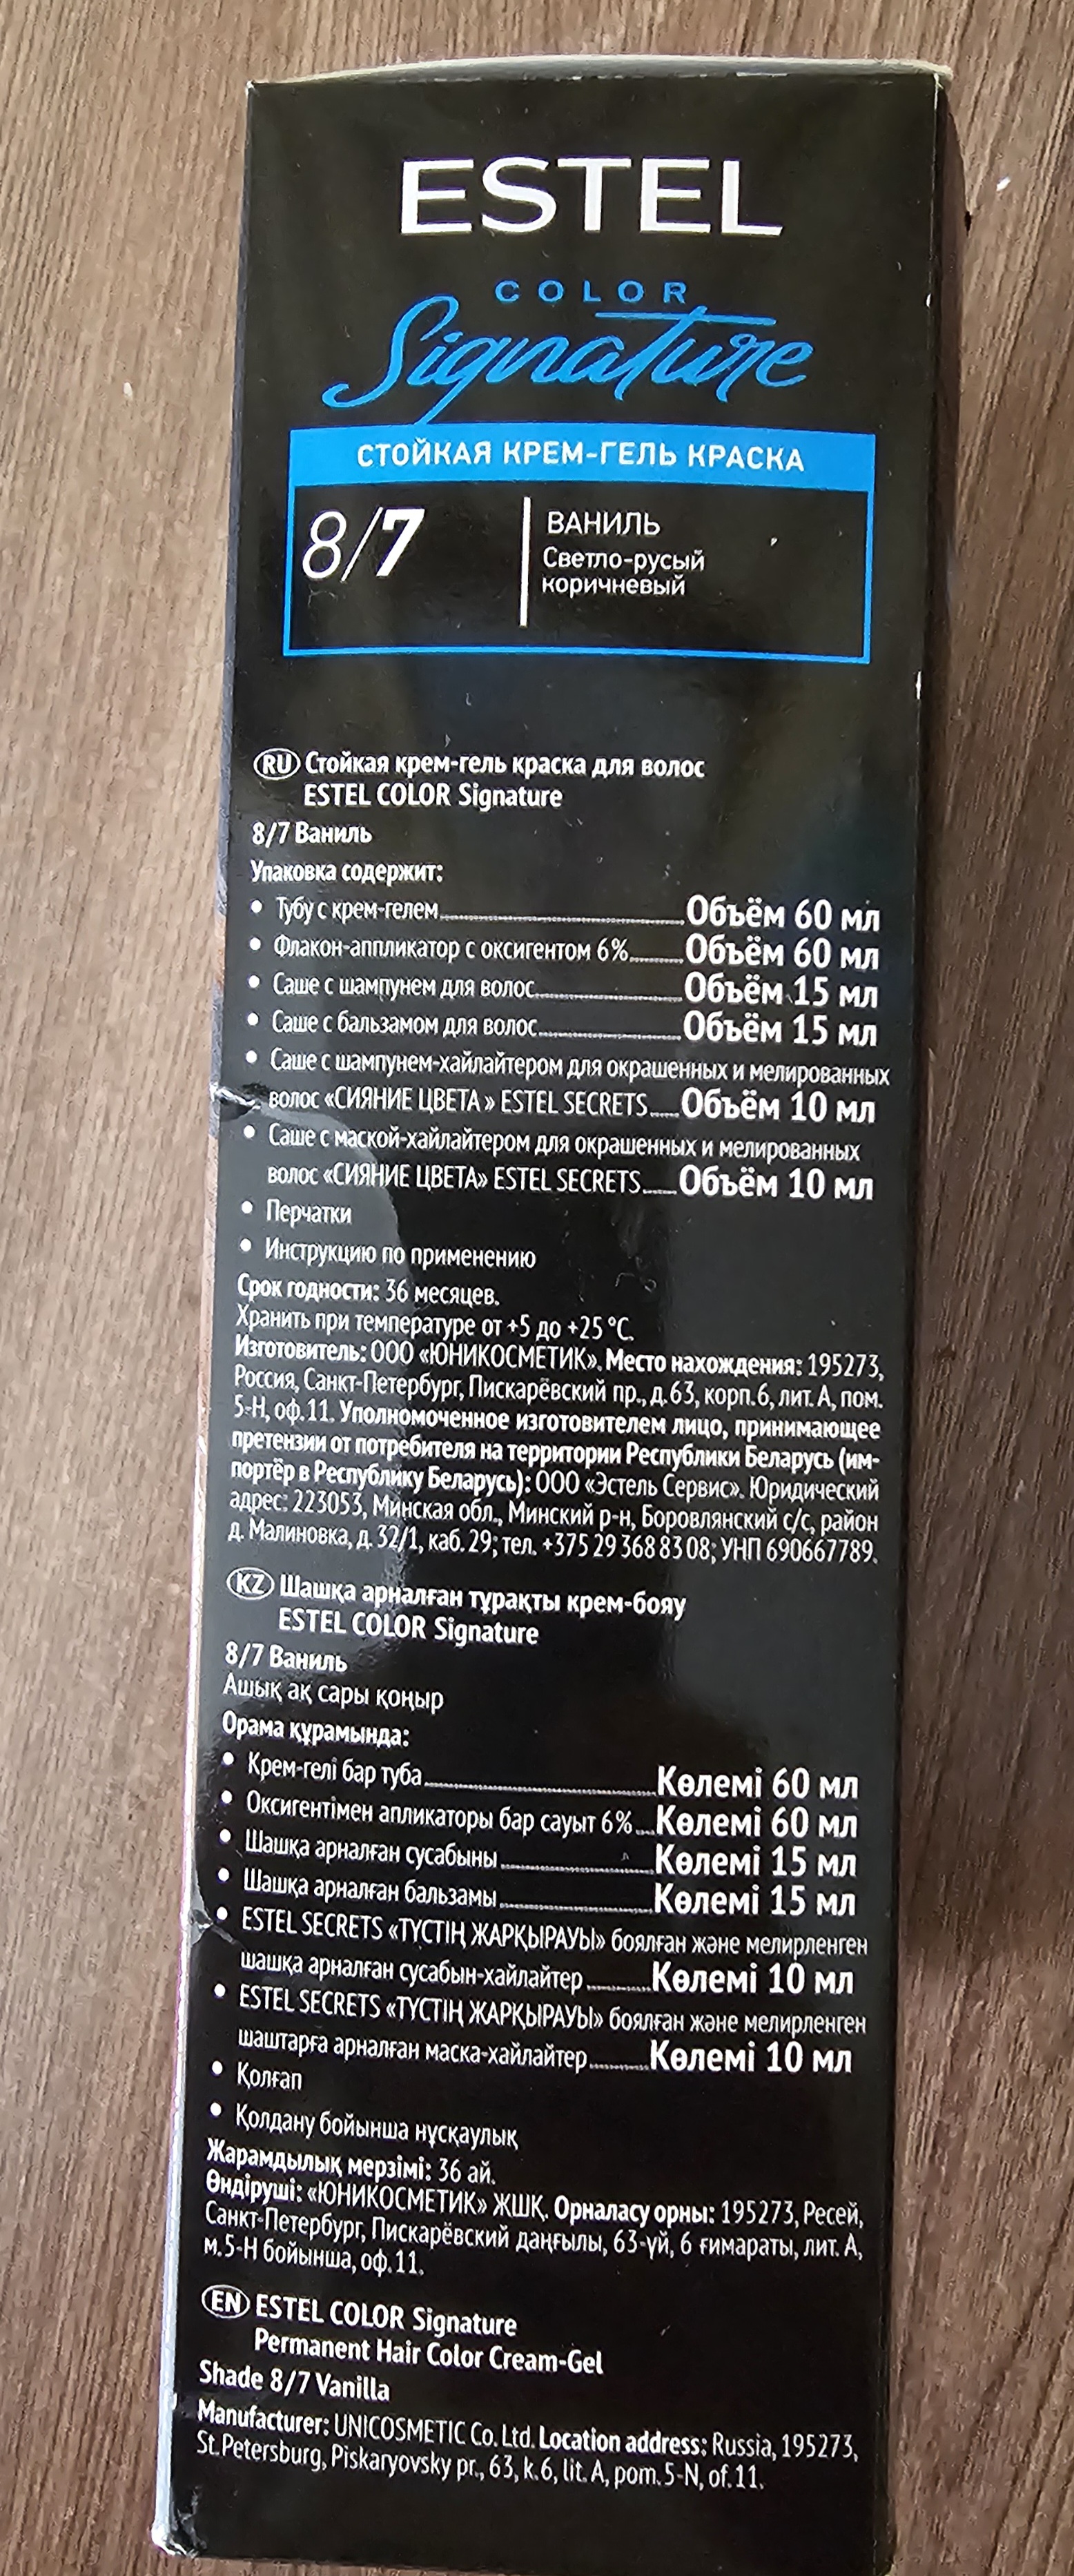 ESTEL
COLOR
Signature
СТОЙКАЯ КРЕМ-ГЕЛЬ КРАСКА
8/7
ВАНИЛЬ
Светло-русый
коричневый
RU Стойкая крем-гель краска для волос
ESTEL COLOR Signature
8/7 Ваниль
Упаковка содержит:
• Тубу с крем-гелем Объём 60 мл
• Флакон-аппликатор с оксигентом 6% Объём 60 мл
• Саше с шампунем для волос Объём 15 мл
• Саше с бальзамом для волос Объём 15 мл
• Саше с шампунем-хайлайтером для окрашенных и мелированных
волос «СИЯНИЕ ЦВЕТА » ESTEL SECRETS Объём 10 мл
• Саше с маской-хайлайтером для окрашенных и мелированных
волос «СИЯНИЕ ЦВЕТА» ESTEL SECRETS Объём 10 мл
• Перчатки
• Инструкцию по применению
Срок годности: 36 месяцев.
Хранить при температуре от +5 до +25 °C.
Изготовитель: ООО «ЮНИКОСМЕТИК». Место нахождения: 195273,
Россия, Санкт-Петербург, Пискарёвский пр., д.63, корп.6, лит. А, пом.
5-Н, оф.11. Уполномоченное изготовителем лицо, принимающее
претензии от потребителя на территории Республики Беларусь (им-
портёр в Республику Беларусь): ООО «Эстель Сервис». Юридический
адрес: 223053, Минская обл., Минский р-н, Боровлянский с/с, район
д. Малиновка, д. 32/1, каб. 29; тел. +375 29 368 83 08; УНП 690667789.
KZ Шашқа арналған тұрақты крем-бояу
ESTEL COLOR Signature
8/7 Ваниль
Ашық ақ сары қоңыр
Орама құрамында:
• Крем-гелі бар туба Көлемі 60 мл
• Оксигентімен апликаторы бар сауыт 6% Көлемі 60 мл
• Шашқа арналған сусабыны Көлемі 15 мл
• Шашқа арналған бальзамы Көлемі 15 мл
• ESTEL SECRETS «ТҮСТІҢ ЖАРҚЫРАУЫ» боялған және мелирленген
шашқа арналған сусабын-хайлайтер Көлемі 10 мл
• ESTEL SECRETS «ТҮСТІҢ ЖАРҚЫРАУЫ» боялған және мелирленген
шаштарға арналған маска-хайлайтер Көлемі 10 мл
• Қолғап
• Қолдану бойынша нұсқаулық
Жарамдылық мерзімі: 36 ай.
Өндіруші: «ЮНИКОСМЕТИК» ЖШҚ. Орналасу орны: 195273, Ресей,
Санкт-Петербург, Пискарёвский даңғылы, 63-үй, 6 ғимараты, лит. А,
м.5-Н бойынша, оф.11.
EN ESTEL COLOR Signature
Permanent Hair Color Cream-Gel
Shade 8/7 Vanilla
Manufacturer: UNICOSMETIC Co. Ltd. Location address: Russia, 195273,
St.Petersburg, Piskaryovsky pr., 63, k.6, lit. A, pom.5-N, of.11.